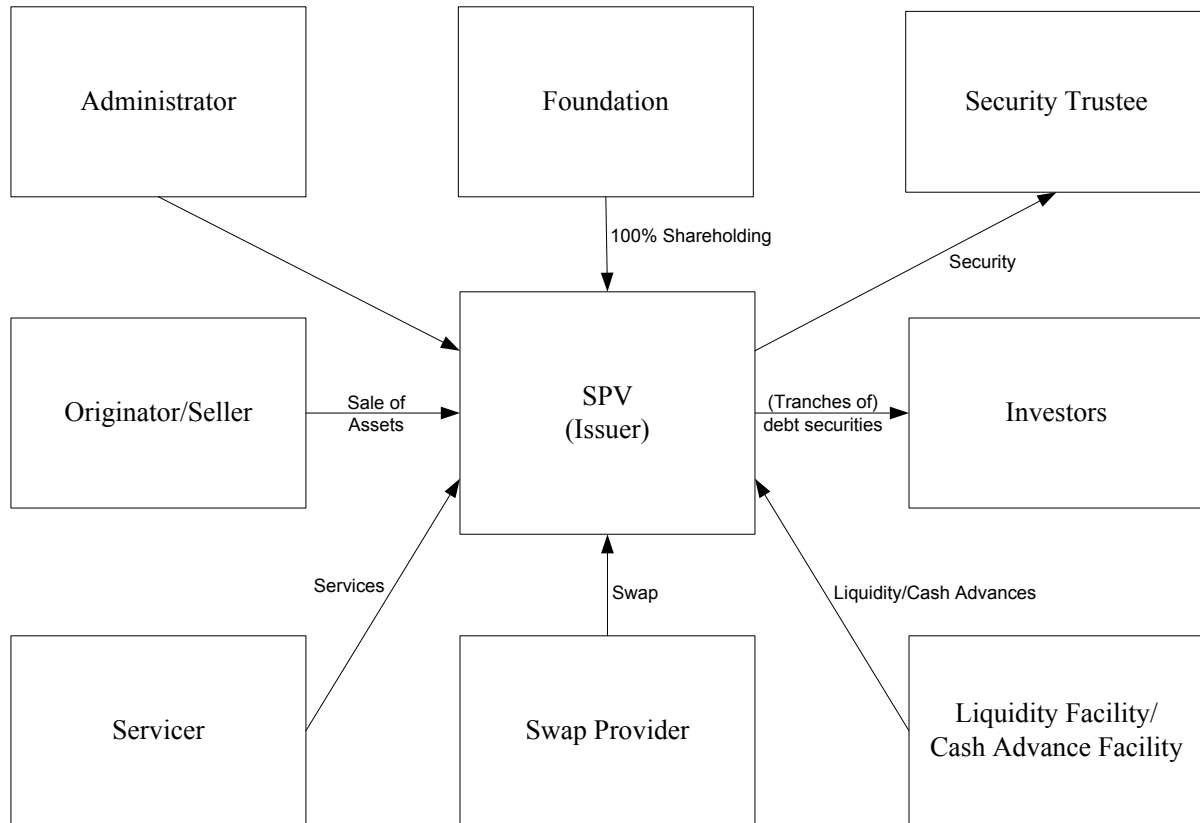 Administrator
Foundation
Security Trustee
100% Shareholding
Security
Originator/Seller
Sale of
Assets
SPV
(Issuer)
(Tranches of)
debt securities
Investors
Services
Swap
Liquidity/Cash Advances
Servicer
Swap Provider
Liquidity Facility/
Cash Advance Facility